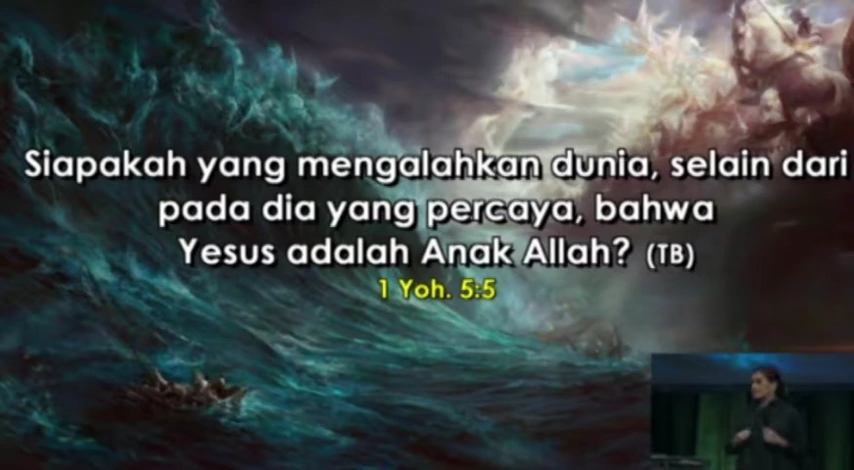 Siapakah yang mengalahkan dunia, selain dari
pada dia yang percaya, bahwa
Yesus adalah Anak Allah? (TB)
1 Yoh. 5:5